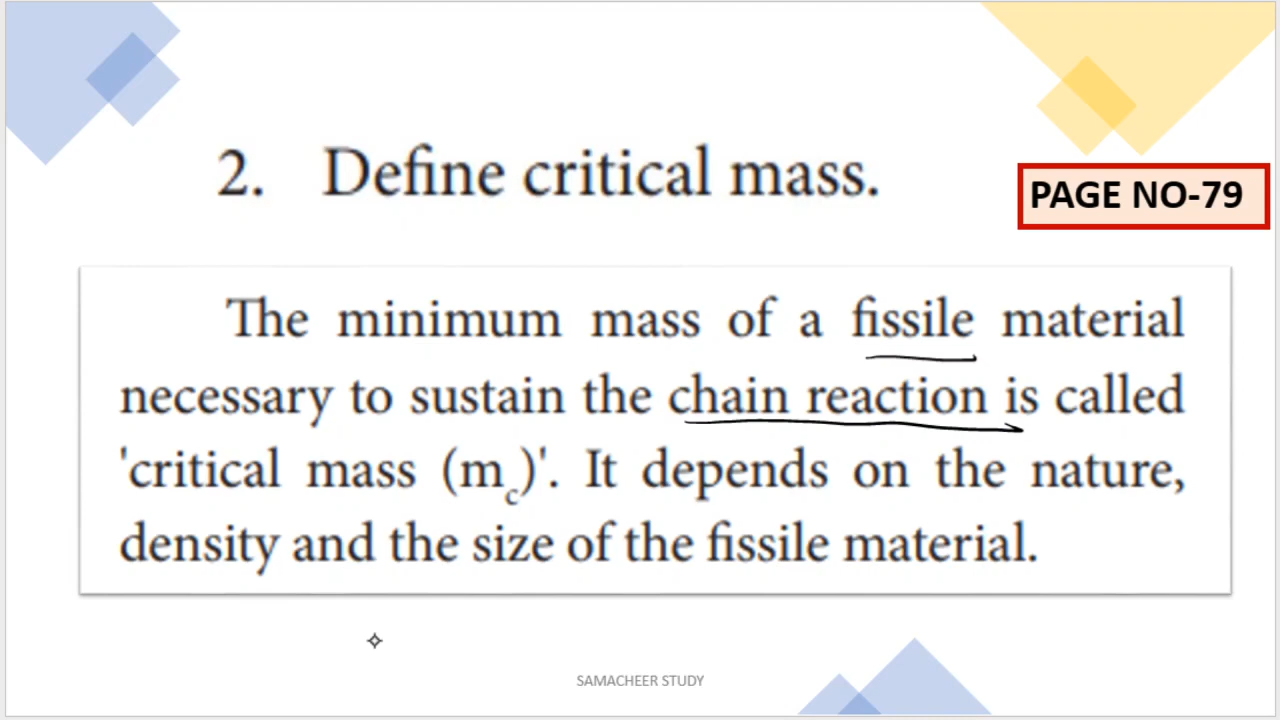 2. Define critical mass.
PAGE NO-79
The minimum mass of a fissile material
necessary to sustain the chain reaction is called
'critical mass (mc)'. It depends on the nature,
density and the size of the fissile material.
SAMACHEER STUDY